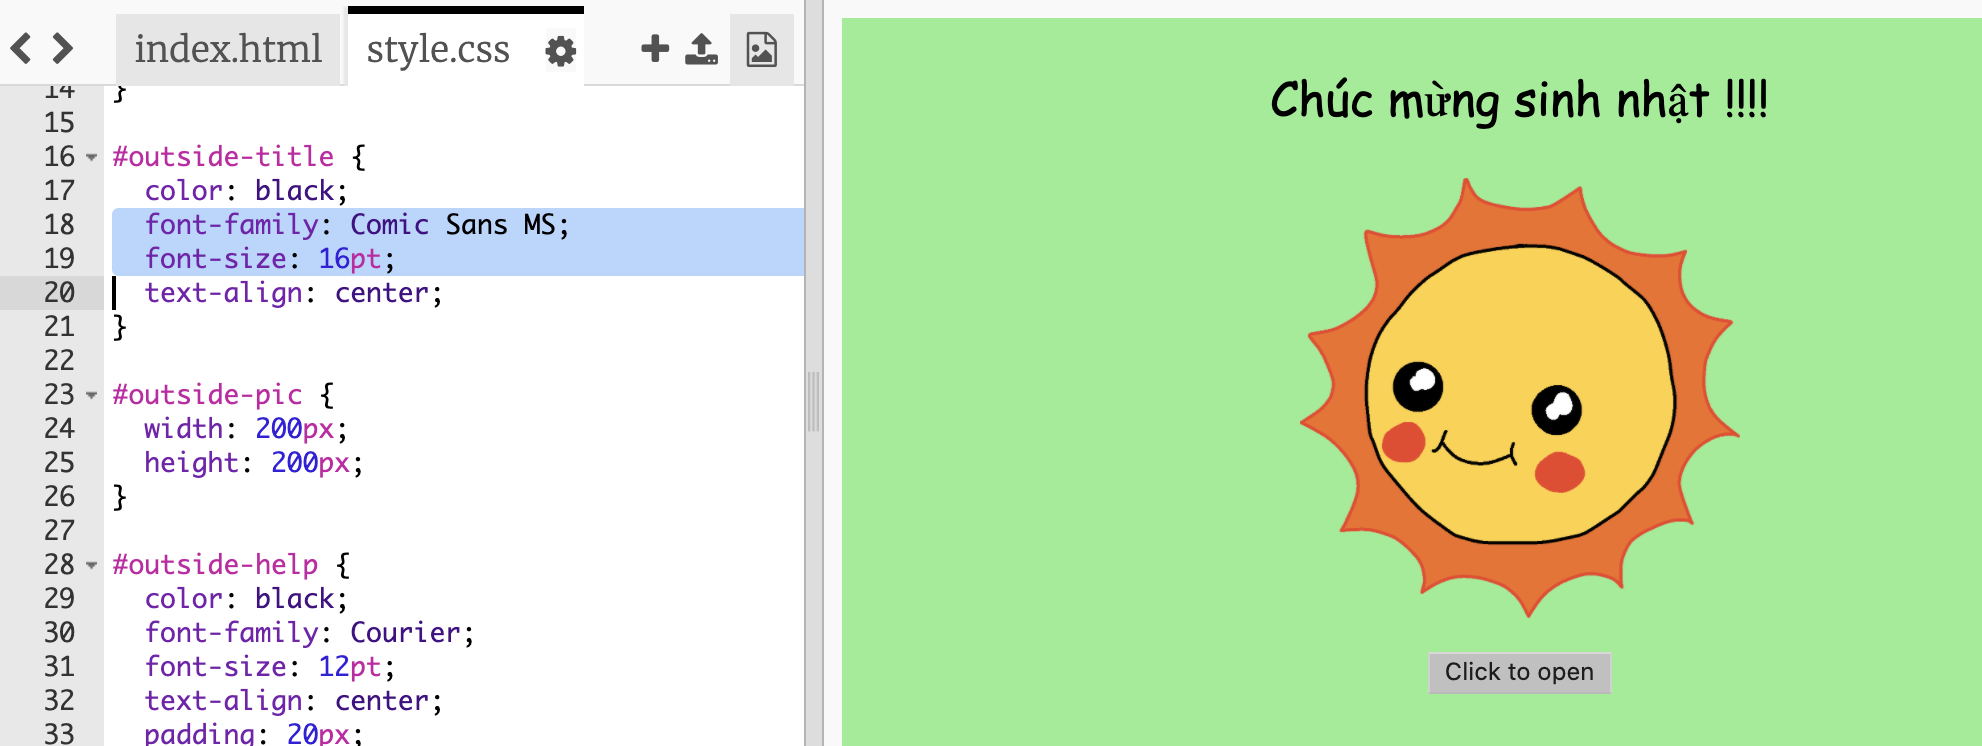 index.html style.css
14 }
15
16 #outside-title {
17 color: black;
18 font-family: Comic Sans MS;
19 font-size: 16pt;
20 text-align: center;
21 }
22
23 #outside-pic {
24 width: 200px;
25 height: 200px;
26 }
27
28 #outside-help {
29 color: black;
30 font-family: Courier;
31 font-size: 12pt;
32 text-align: center;
33 padding: 20px;
Chúc mừng sinh nhật !!!!
Click to open